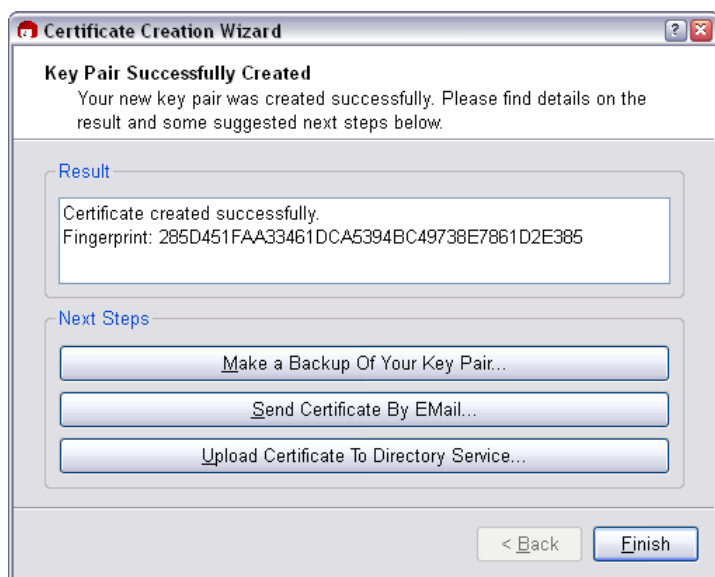 Certificate Creation Wizard
Key Pair Successfully Created
Your new key pair was created successfully. Please find details on the
result and some suggested next steps below.
Result
Certificate created successfully.
Fingerprint: 285D451FAA33461DCA5394BC49738E7861D2E385
Next Steps
Make a Backup Of Your Key Pair...
Send Certificate By EMail...
Upload Certificate To Directory Service...
< Back Finish